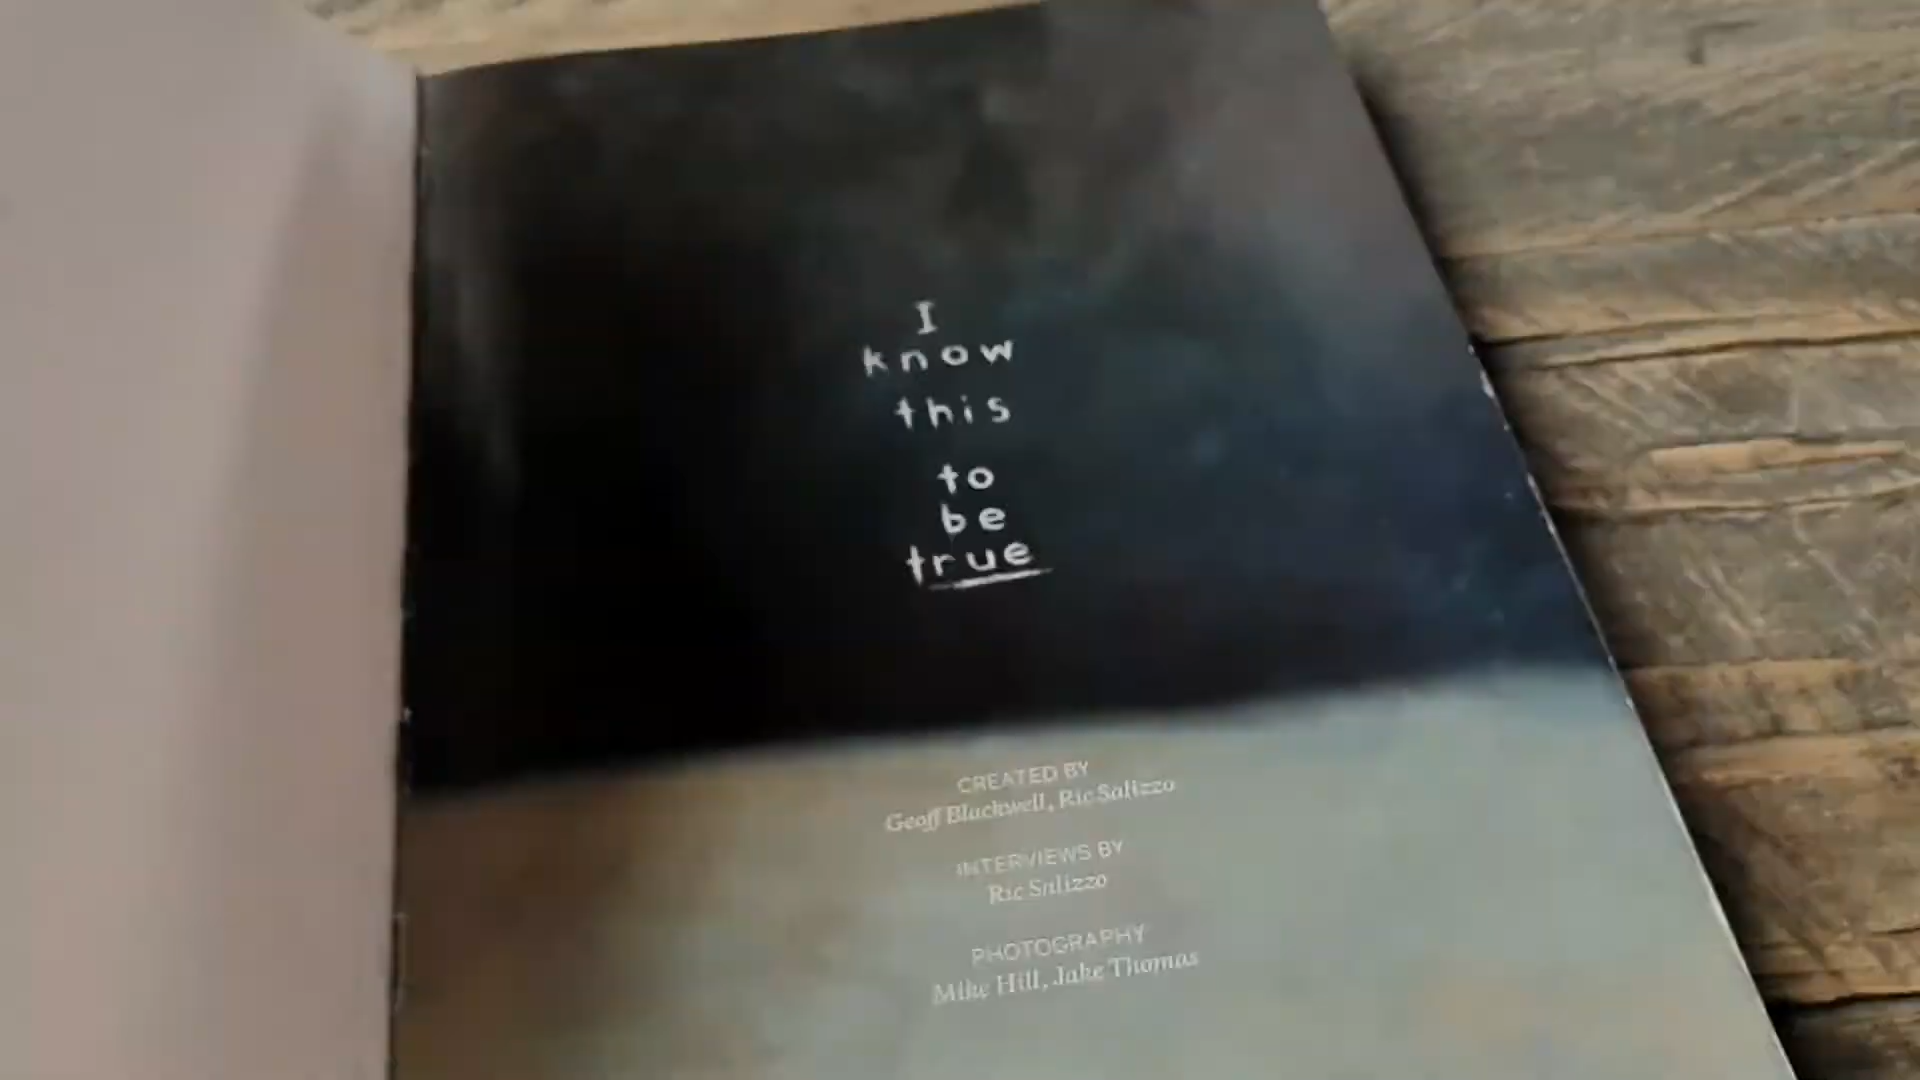 I
know
this
to
be
true
CREATED BY
Geoff Blackwell, Ric Salizzo
INTERVIEWS BY
Ric Salizzo
PHOTOGRAPHY
Mike Hill, Jake Thomas